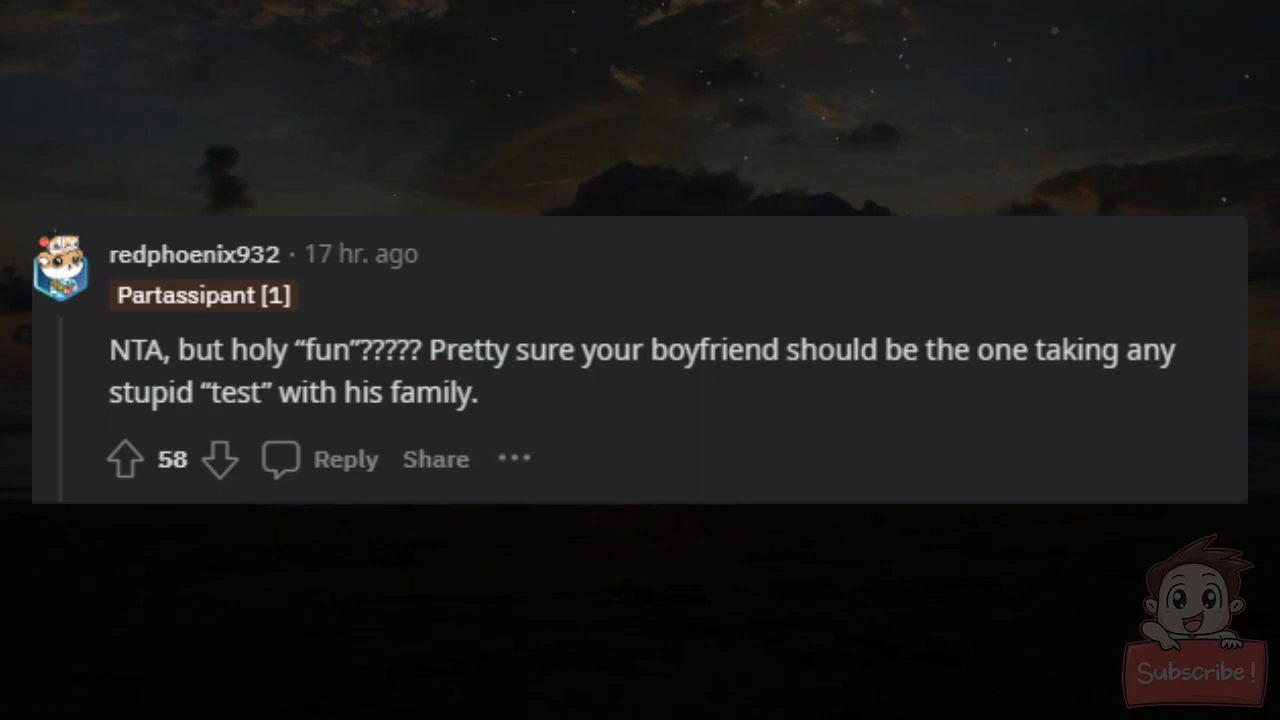 redphoenix932 · 17 hr. ago
Partassipant [1]
NTA, but holy “fun”????? Pretty sure your boyfriend should be the one taking any
stupid “test” with his family.
58 Reply Share ···
Subscribe!